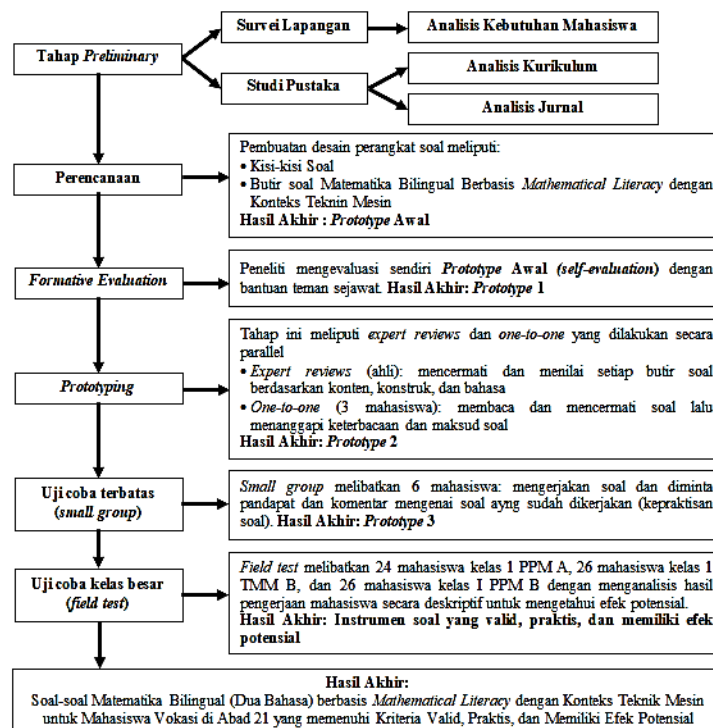 Survei Lapangan
Analisis Kebutuhan Mahasiswa
Tahap Preliminary
Analisis Kurikulum
Studi Pustaka
Analisis Jurnal
Perencanaan
Pembuatan desain perangkat soal meliputi:
• Kisi-kisi Soal
• Butir soal Matematika Bilingual Berbasis Mathematical Literacy dengan
Konteks Teknin Mesin
Hasil Akhir : Prototype Awal
Formative Evaluation
Peneliti mengevaluasi sendiri Prototype Awal (self-evaluation) dengan
bantuan teman sejawat. Hasil Akhir: Prototype 1
Prototyping
Tahap ini meliputi expert reviews dan one-to-one yang dilakukan secara
parallel
• Expert reviews (ahli): mencermati dan menilai setiap butir soal
berdasarkan konten, konstruk, dan bahasa
• One-to-one (3 mahasiswa): membaca dan mencermati soal lalu
menanggapi keterbacaan dan maksud soal
Hasil Akhir: Prototype 2
Uji coba terbatas
(small group)
Small group melibatkan 6 mahasiswa: mengerjakan soal dan diminta
pendapat dan komentar mengenai soal ayng sudah dikerjakan (kepraktisan
soal). Hasil Akhir: Prototype 3
Uji coba kelas besar
(field test)
Field test melibatkan 24 mahasiswa kelas 1 PPM A, 26 mahasiswa kelas 1
TMM B, dan 26 mahasiswa kelas I PPM B dengan menganalisis hasil
pengerjaan mahasiswa secara deskriptif untuk mengetahui efek potensial.
Hasil Akhir: Instrumen soal yang valid, praktis, dan memiliki efek
potensial
Hasil Akhir:
Soal-soal Matematika Bilingual (Dua Bahasa) berbasis Mathematical Literacy dengan Konteks Teknik Mesin
untuk Mahasiswa Vokasi di Abad 21 yang memenuhi Kriteria Valid, Praktis, dan Memiliki Efek Potensial